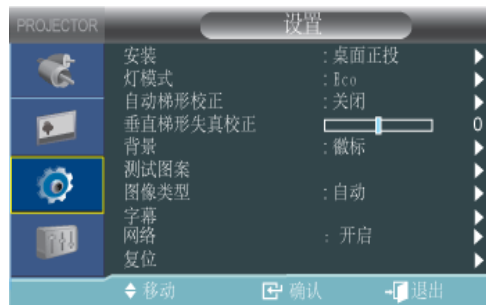 PROJECTOR 设置
安装 : 桌面正投
灯模式 : Eco
自动梯形校正 : 关闭
垂直梯形失真校正 0
背景 : 徽标
测试图案
图像类型 : 自动
字幕
网络 : 开启
复位
移动 确认 退出